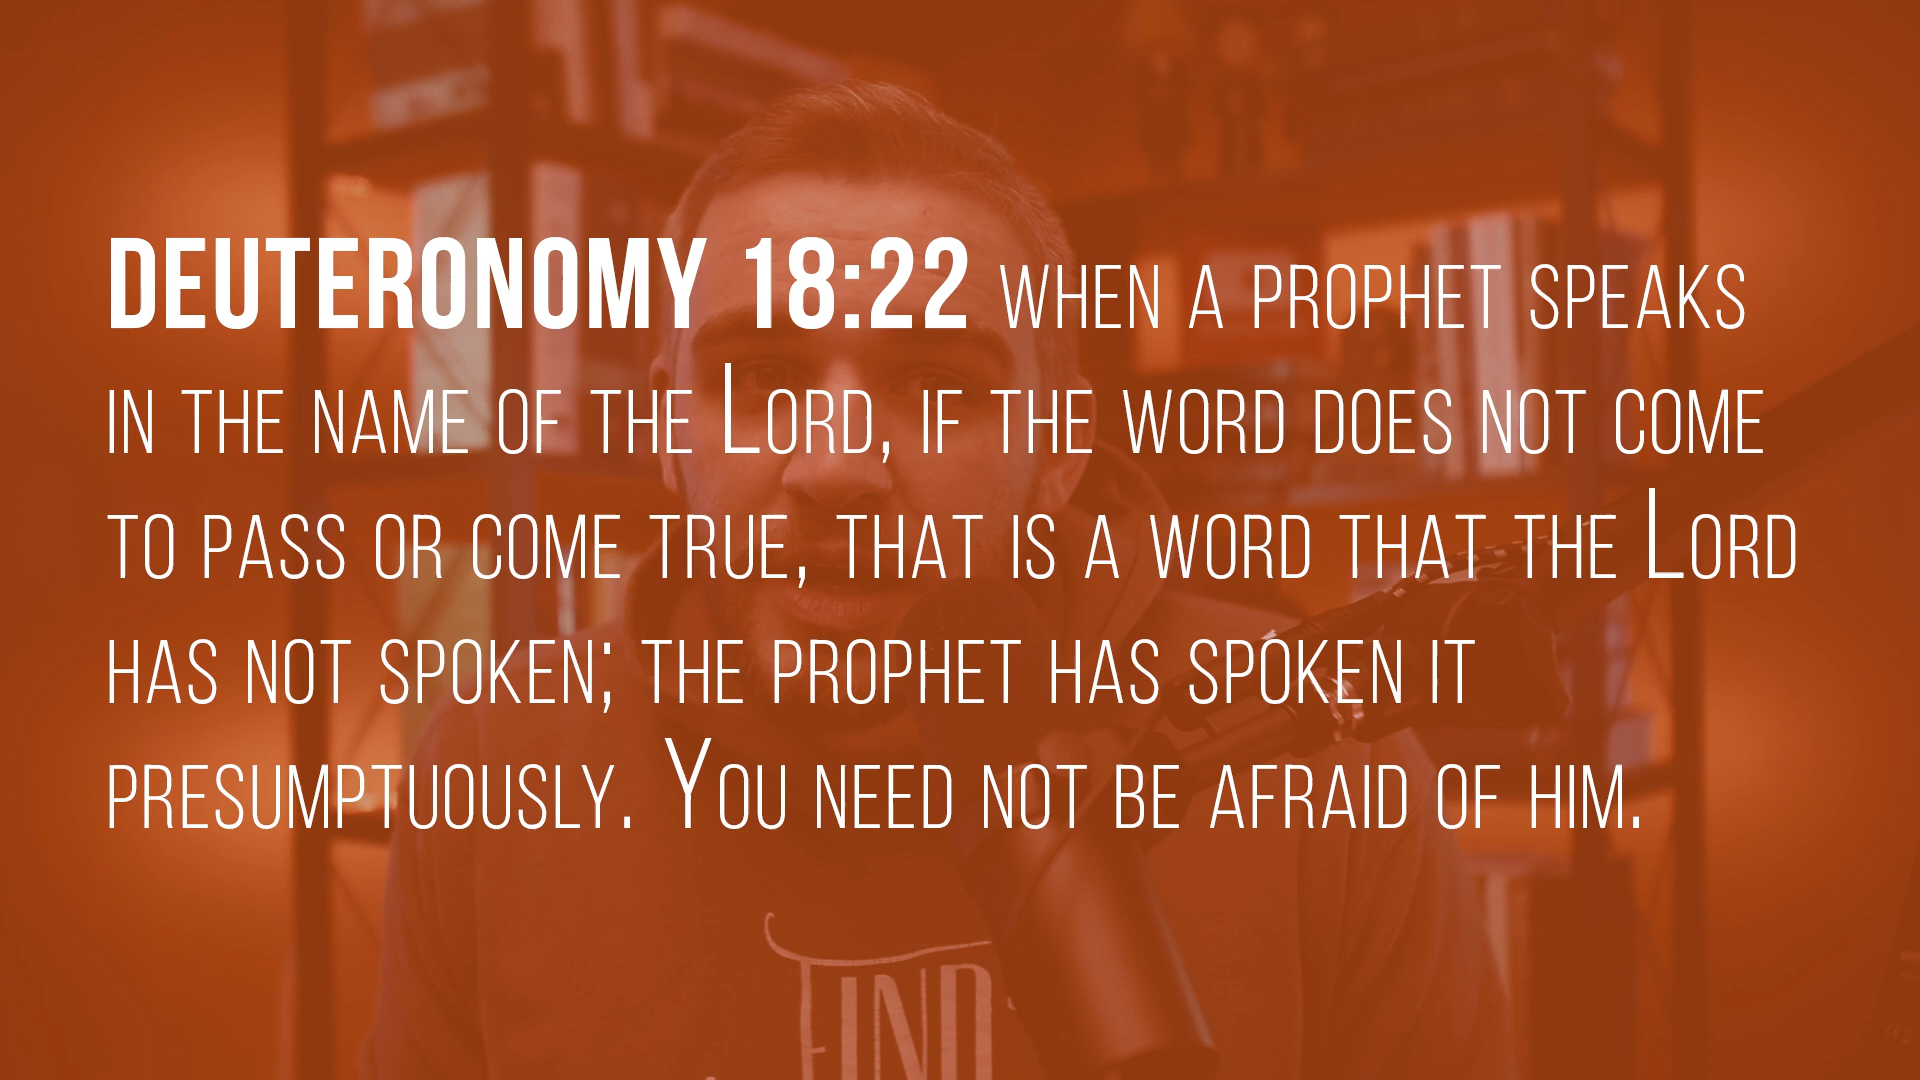 DEUTERONOMY 18:22 WHEN A PROPHET SPEAKS
IN THE NAME OF THE LORD, IF THE WORD DOES NOT COME
TO PASS OR COME TRUE, THAT IS A WORD THAT THE LORD
HAS NOT SPOKEN; THE PROPHET HAS SPOKEN IT
PRESUMPTUOUSLY. YOU NEED NOT BE AFRAID OF HIM.
FIND